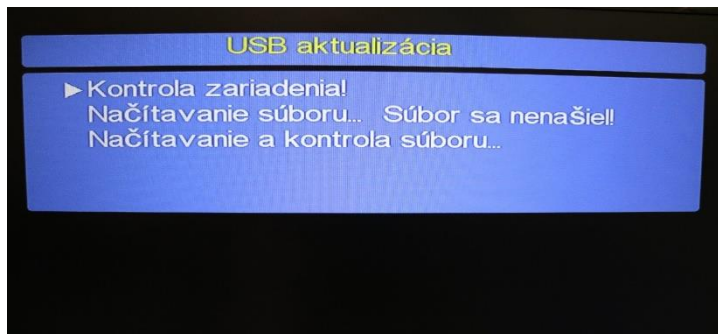 USB aktualizácia
►Kontrola zariadenia!
Načítavanie súboru... Súbor sa nenašiel!
Načítavanie a kontrola súboru...